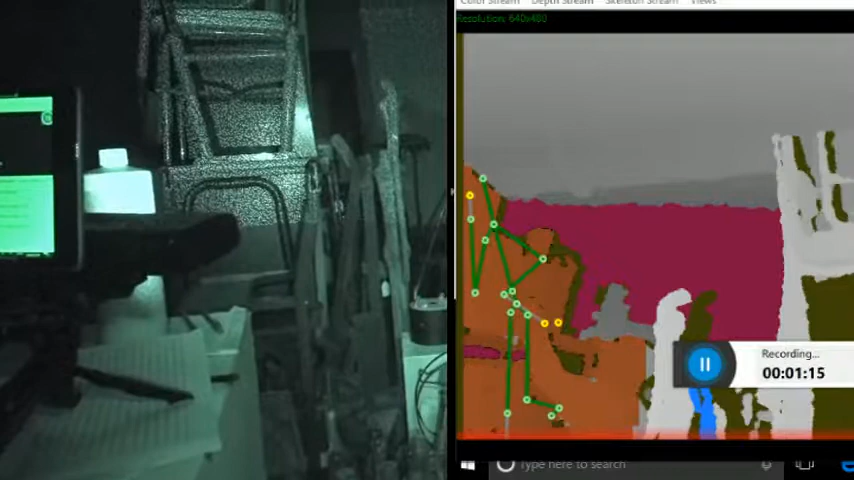 Color Stream Depth Stream Skeleton Stream Views
Resolution: 640x480
Recording...
00:01:15
Type here to search